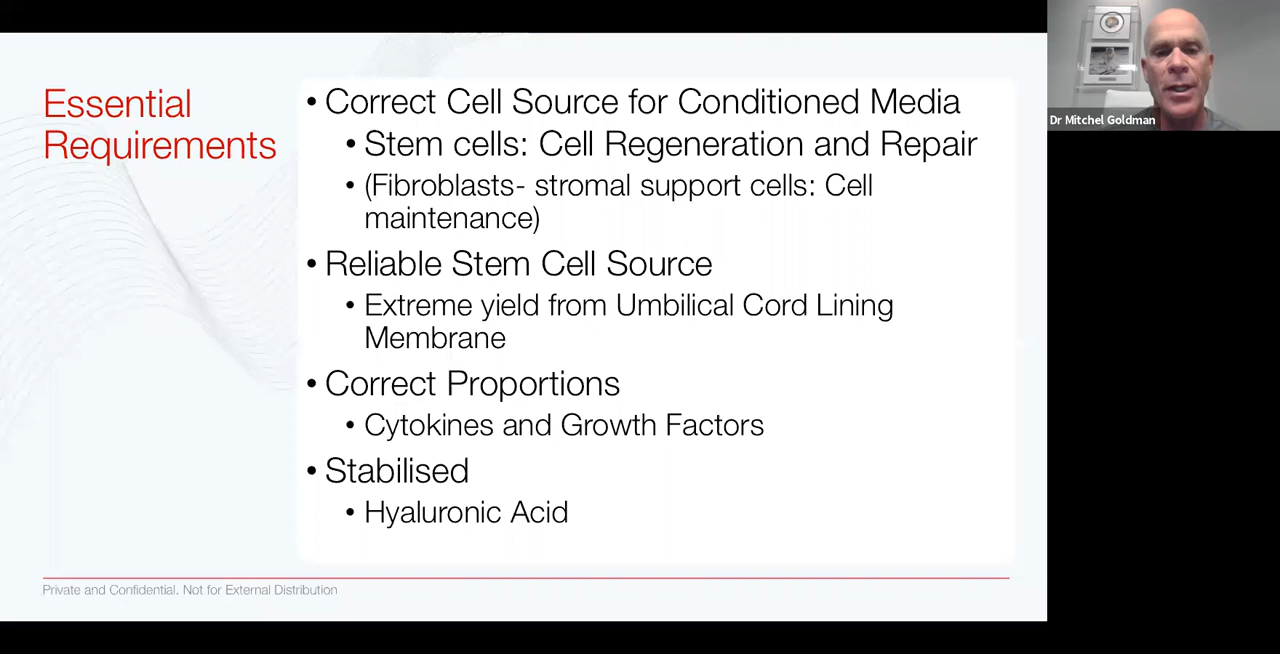 Essential
Requirements
• Correct Cell Source for Conditioned Media
• Stem cells: Cell Regeneration and Repair
• (Fibroblasts- stromal support cells: Cell
maintenance)
• Reliable Stem Cell Source
• Extreme yield from Umbilical Cord Lining
Membrane
• Correct Proportions
• Cytokines and Growth Factors
• Stabilised
• Hyaluronic Acid
Private and Confidential. Not for External Distribution
Dr Mitchel Goldman